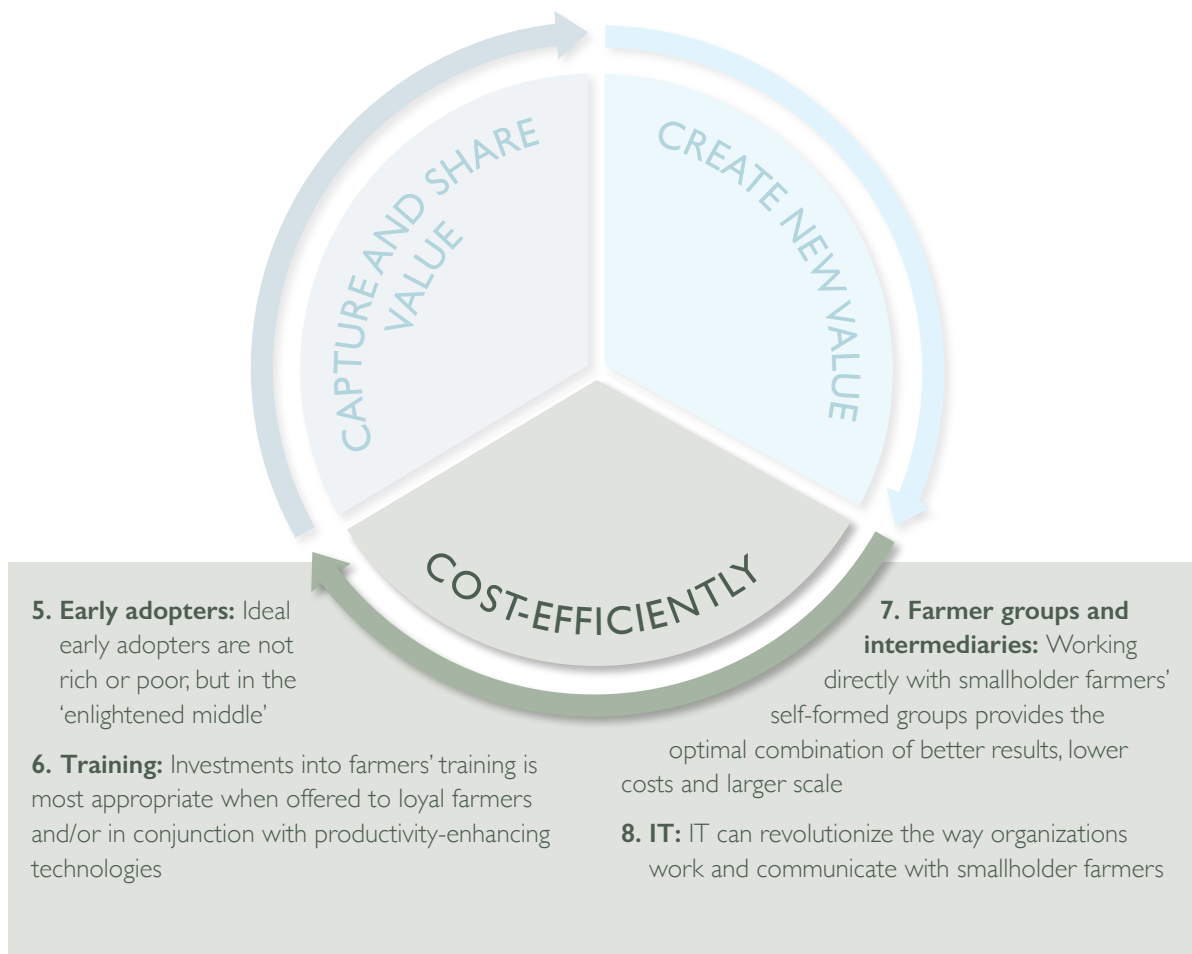 CAPTURE AND SHARE
VALUE
CREATE NEW VALUE
COST-EFFICIENTLY
5. Early adopters: Ideal
early adopters are not
rich or poor, but in the
‘enlightened middle’
6. Training: Investments into farmers’ training is
most appropriate when offered to loyal farmers
and/or in conjunction with productivity-enhancing
technologies
7. Farmer groups and
intermediaries: Working
directly with smallholder farmers’
self-formed groups provides the
optimal combination of better results, lower
costs and larger scale
8. IT: IT can revolutionize the way organizations
work and communicate with smallholder farmers